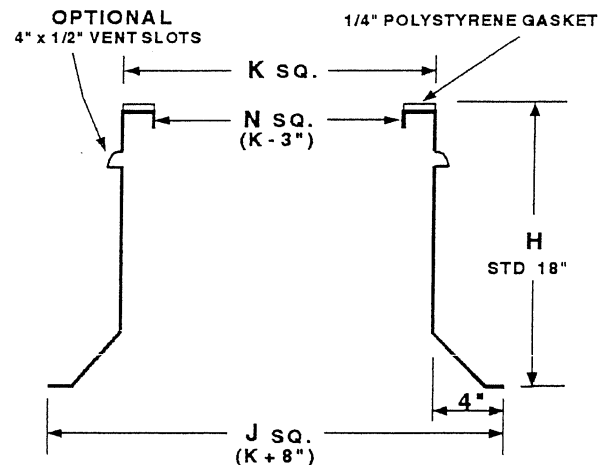 OPTIONAL
4" x 1/2" VENT SLOTS
1/4" POLYSTYRENE GASKET
K SQ.
N SQ.
(K - 3")
H
STD 18"
4"
J SQ.
(K + 8")